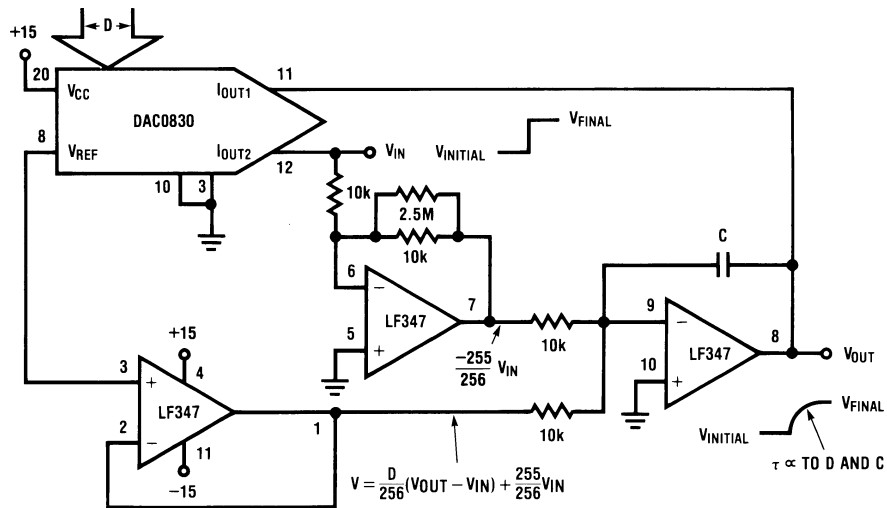 D
+15
20
VCC
IOUT1
11
DAC0830
8
VREF
IOUT2
12
VIN
VINITIAL
VFINAL
10
3
10k
2.5M
10k
C
6
−
7
LF347
5
+
−255/256 VIN
10k
9
−
8
LF347
VOUT
10
+
+15
3
+
4
LF347
2
−
11
−15
1
10k
V = D/256 (VOUT − VIN) + 255/256 VIN
VFINAL
VINITIAL
τ ∝ TO D AND C